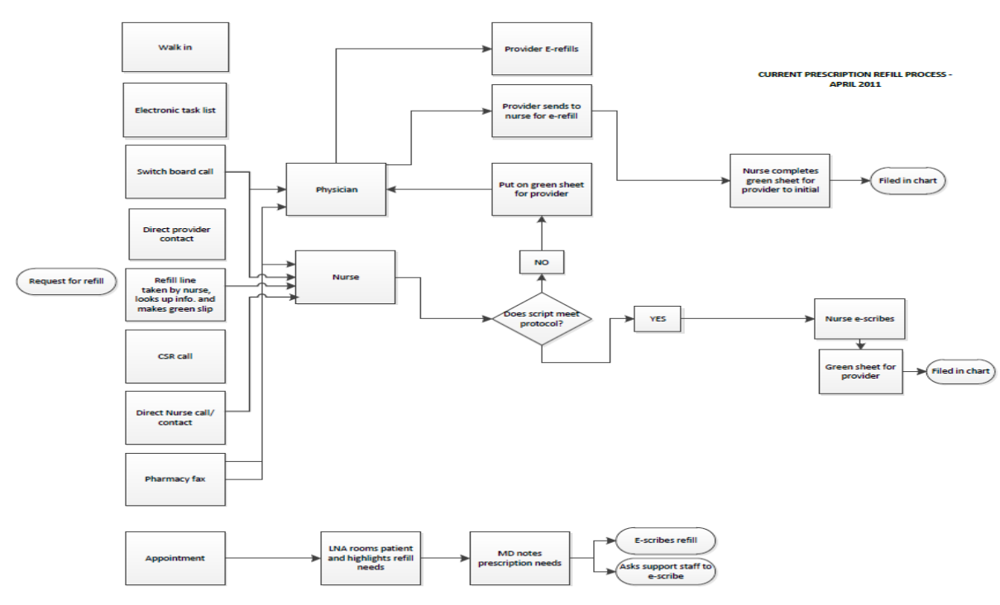 CURRENT PRESCRIPTION REFILL PROCESS -
APRIL 2011
Request for refill
Walk in
Electronic task list
Switch board call
Direct provider
contact
Refill line
taken by nurse,
looks up info. and
makes green slip
CSR call
Direct Nurse call/
contact
Pharmacy fax
Physician
Nurse
Provider E-refills
Provider sends to
nurse for e-refill
Put on green sheet
for provider
NO
Does script meet
protocol?
YES
Nurse completes
green sheet for
provider to initial
Filed in chart
Nurse e-scribes
Green sheet for
provider
Filed in chart
Appointment
LNA rooms patient
and highlights refill
needs
MD notes
prescription needs
E-scribes refill
Asks support staff to
e-scribe